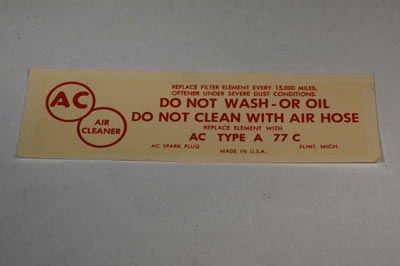 AC
AIR
CLEANER
REPLACE FILTER ELEMENT EVERY 15,000 MILES,
OFTENER UNDER SEVERE DUST CONDITIONS.
DO NOT WASH-OR OIL
DO NOT CLEAN WITH AIR HOSE
REPLACE ELEMENT WITH
AC TYPE A 77 C
AC SPARK PLUG MADE IN U.S.A. FLINT, MICH.